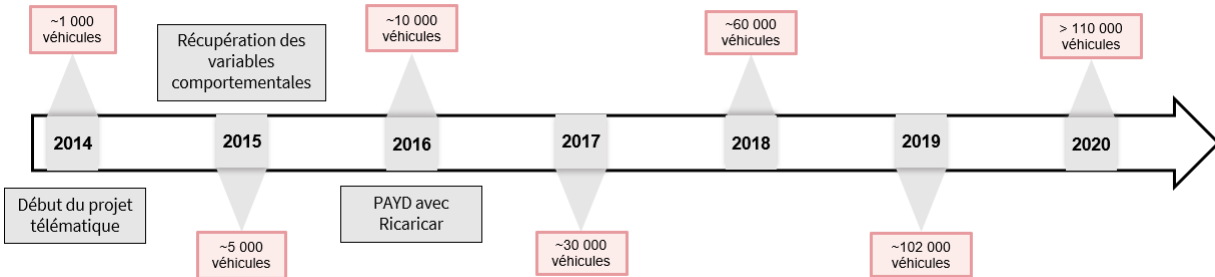 ~1 000
véhicules
Récupération des
variables
comportementales
~10 000
véhicules
~60 000
véhicules
> 110 000
véhicules
2014
2015
2016
2017
2018
2019
2020
Début du projet
télématique
~5 000
véhicules
PAYD avec
Ricaricar
~30 000
véhicules
~102 000
véhicules